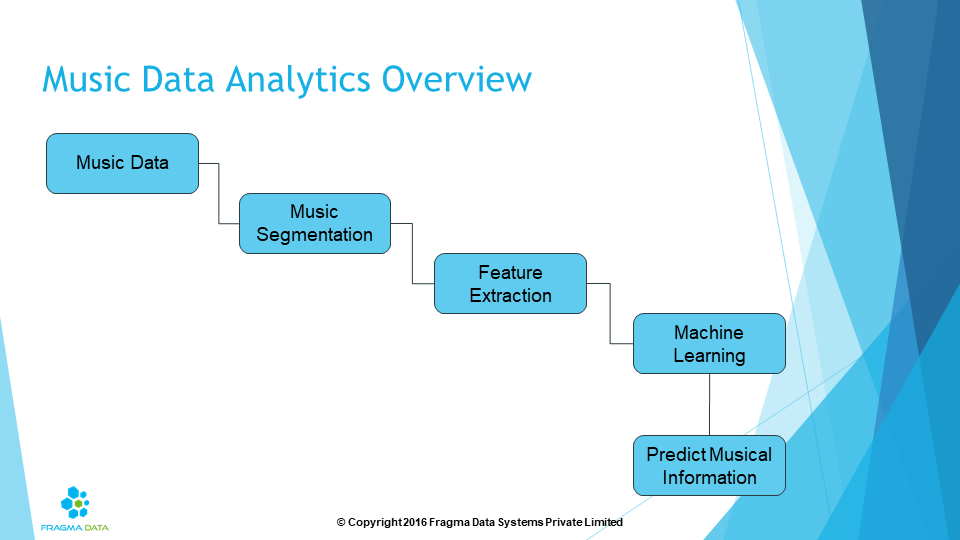 Music Data Analytics Overview
Music Data
Music
Segmentation
Feature
Extraction
Machine
Learning
Predict Musical
Information
FRAGMA DATA
© Copyright 2016 Fragma Data Systems Private Limited